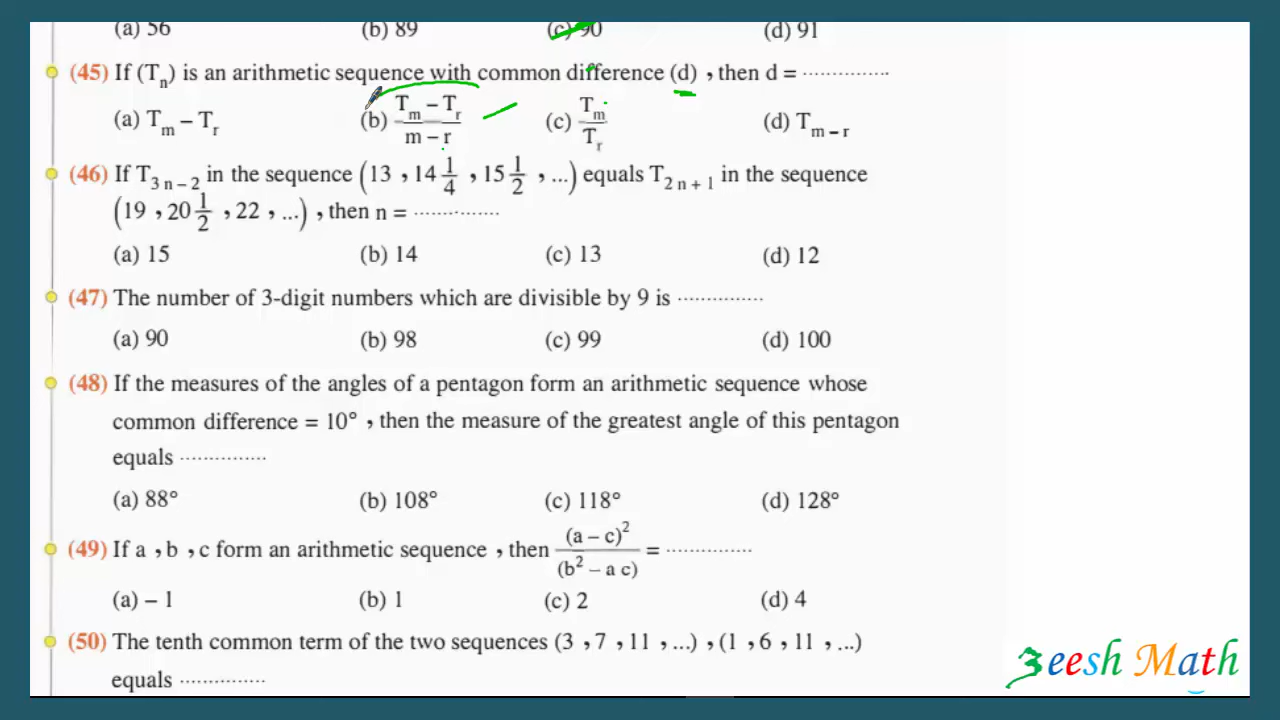 (a) 56 (b) 89 (c) 90 (d) 91
(45) If (Tₙ) is an arithmetic sequence with common difference (d) , then d = ...............
(a) Tₘ − Tᵣ (b) (Tₘ − Tᵣ)/(m − r) (c) Tₘ/Tᵣ (d) Tₘ₋ᵣ
(46) If T₃ₙ₋₂ in the sequence (13 , 14 1/4 , 15 1/2 , ...) equals T₂ₙ₊₁ in the sequence
(19 , 20 1/2 , 22 , ...) , then n = ...............
(a) 15 (b) 14 (c) 13 (d) 12
(47) The number of 3-digit numbers which are divisible by 9 is ...............
(a) 90 (b) 98 (c) 99 (d) 100
(48) If the measures of the angles of a pentagon form an arithmetic sequence whose
common difference = 10° , then the measure of the greatest angle of this pentagon
equals ...............
(a) 88° (b) 108° (c) 118° (d) 128°
(49) If a , b , c form an arithmetic sequence , then (a − c)²/(b² − a c) = ...............
(a) − 1 (b) 1 (c) 2 (d) 4
(50) The tenth common term of the two sequences (3 , 7 , 11 , ...) , (1 , 6 , 11 , ...)
equals ...............
3eesh Math